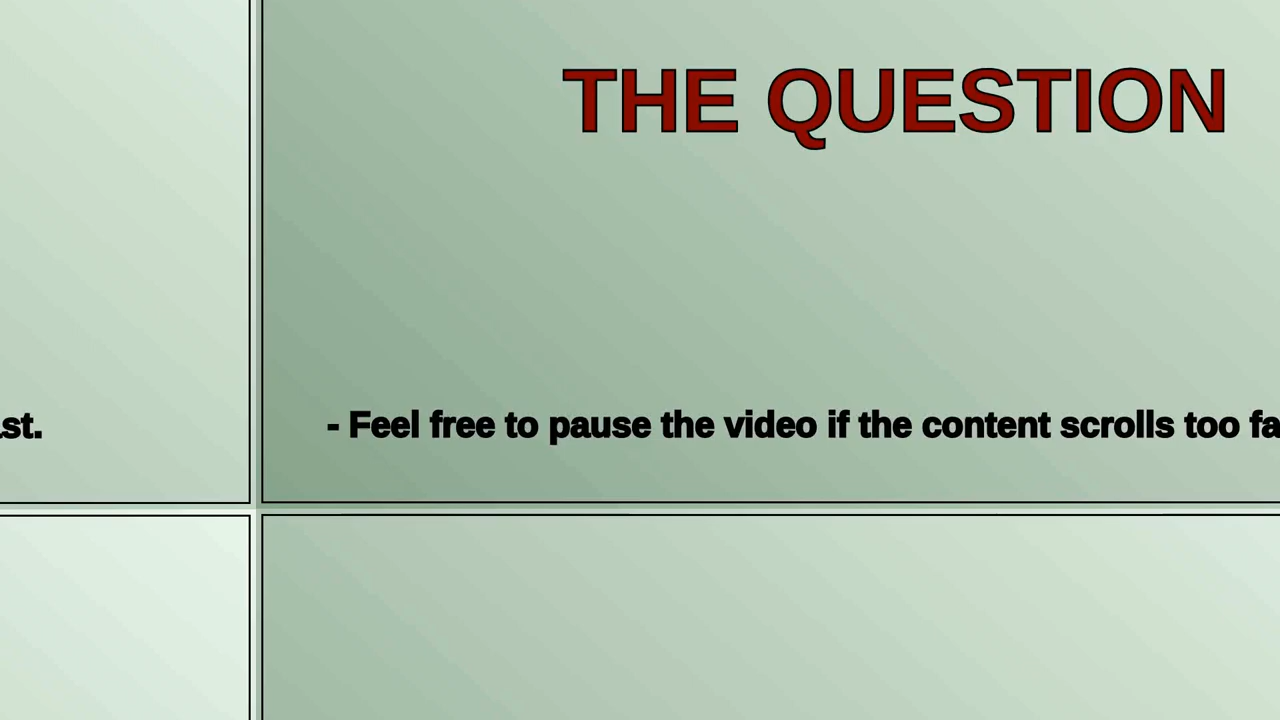 THE QUESTION
st.
- Feel free to pause the video if the content scrolls too fa